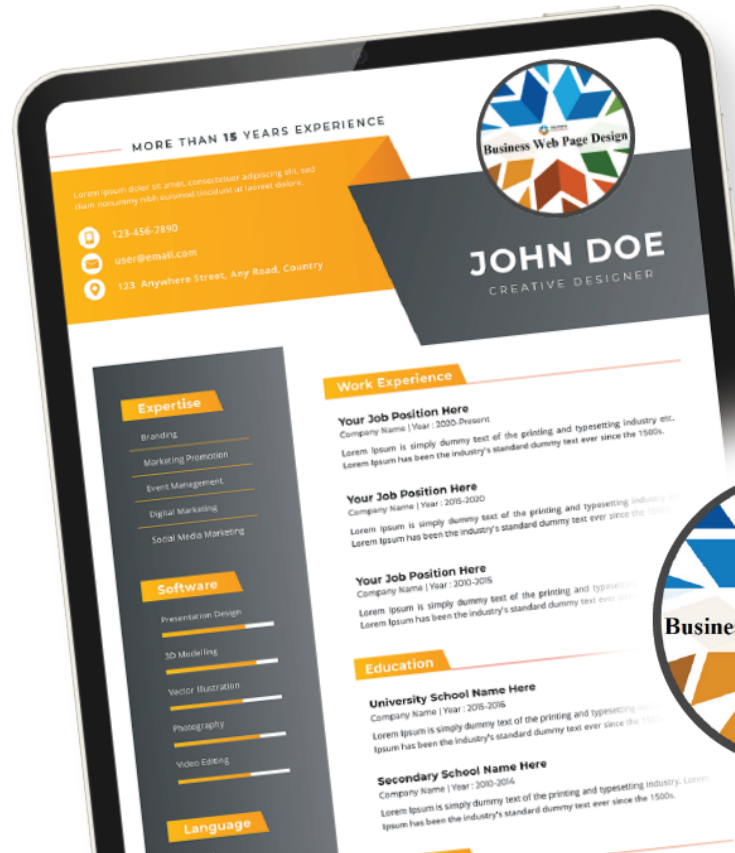 MORE THAN 15 YEARS EXPERIENCE
Lorem ipsum dolor sit amet, consectetuer adipiscing elit, sed
diam nonummy nibh euismod tincidunt ut laoreet dolore.
123-456-7890
user@email.com
123 Anywhere Street, Any Road, Country
Business Web Page Design
JOHN DOE
CREATIVE DESIGNER
Expertise
Branding
Marketing Promotion
Event Management
Digital Marketing
Social Media Marketing
Software
Presentation Design
3D Modelling
Vector Illustration
Photography
Video Editing
Language
Work Experience
Your Job Position Here
Company Name | Year : 2020-Present
Lorem Ipsum is simply dummy text of the printing and typesetting industry etc.
Lorem Ipsum has been the industry's standard dummy text ever since the 1500s.
Your Job Position Here
Company Name | Year : 2015-2020
Lorem Ipsum is simply dummy text of the printing and typesetting industry
Lorem Ipsum has been the industry's standard dummy text ever since the 1500s.
Your Job Position Here
Company Name | Year : 2010-2015
Lorem Ipsum is simply dummy text of the printing and typesetting
Lorem Ipsum has been the industry's standard dummy text ever
Busine
Education
University School Name Here
Company Name | Year : 2015-2016
Lorem Ipsum is simply dummy text of the printing and typesetting
Ipsum has been the industry's standard dummy text ever since the 1500s.
Secondary School Name Here
Company Name | Year : 2010-2014
Lorem Ipsum is simply dummy text of the printing and typesetting industry. Lorem
Ipsum has been the industry's standard dummy text ever since the 1500s.